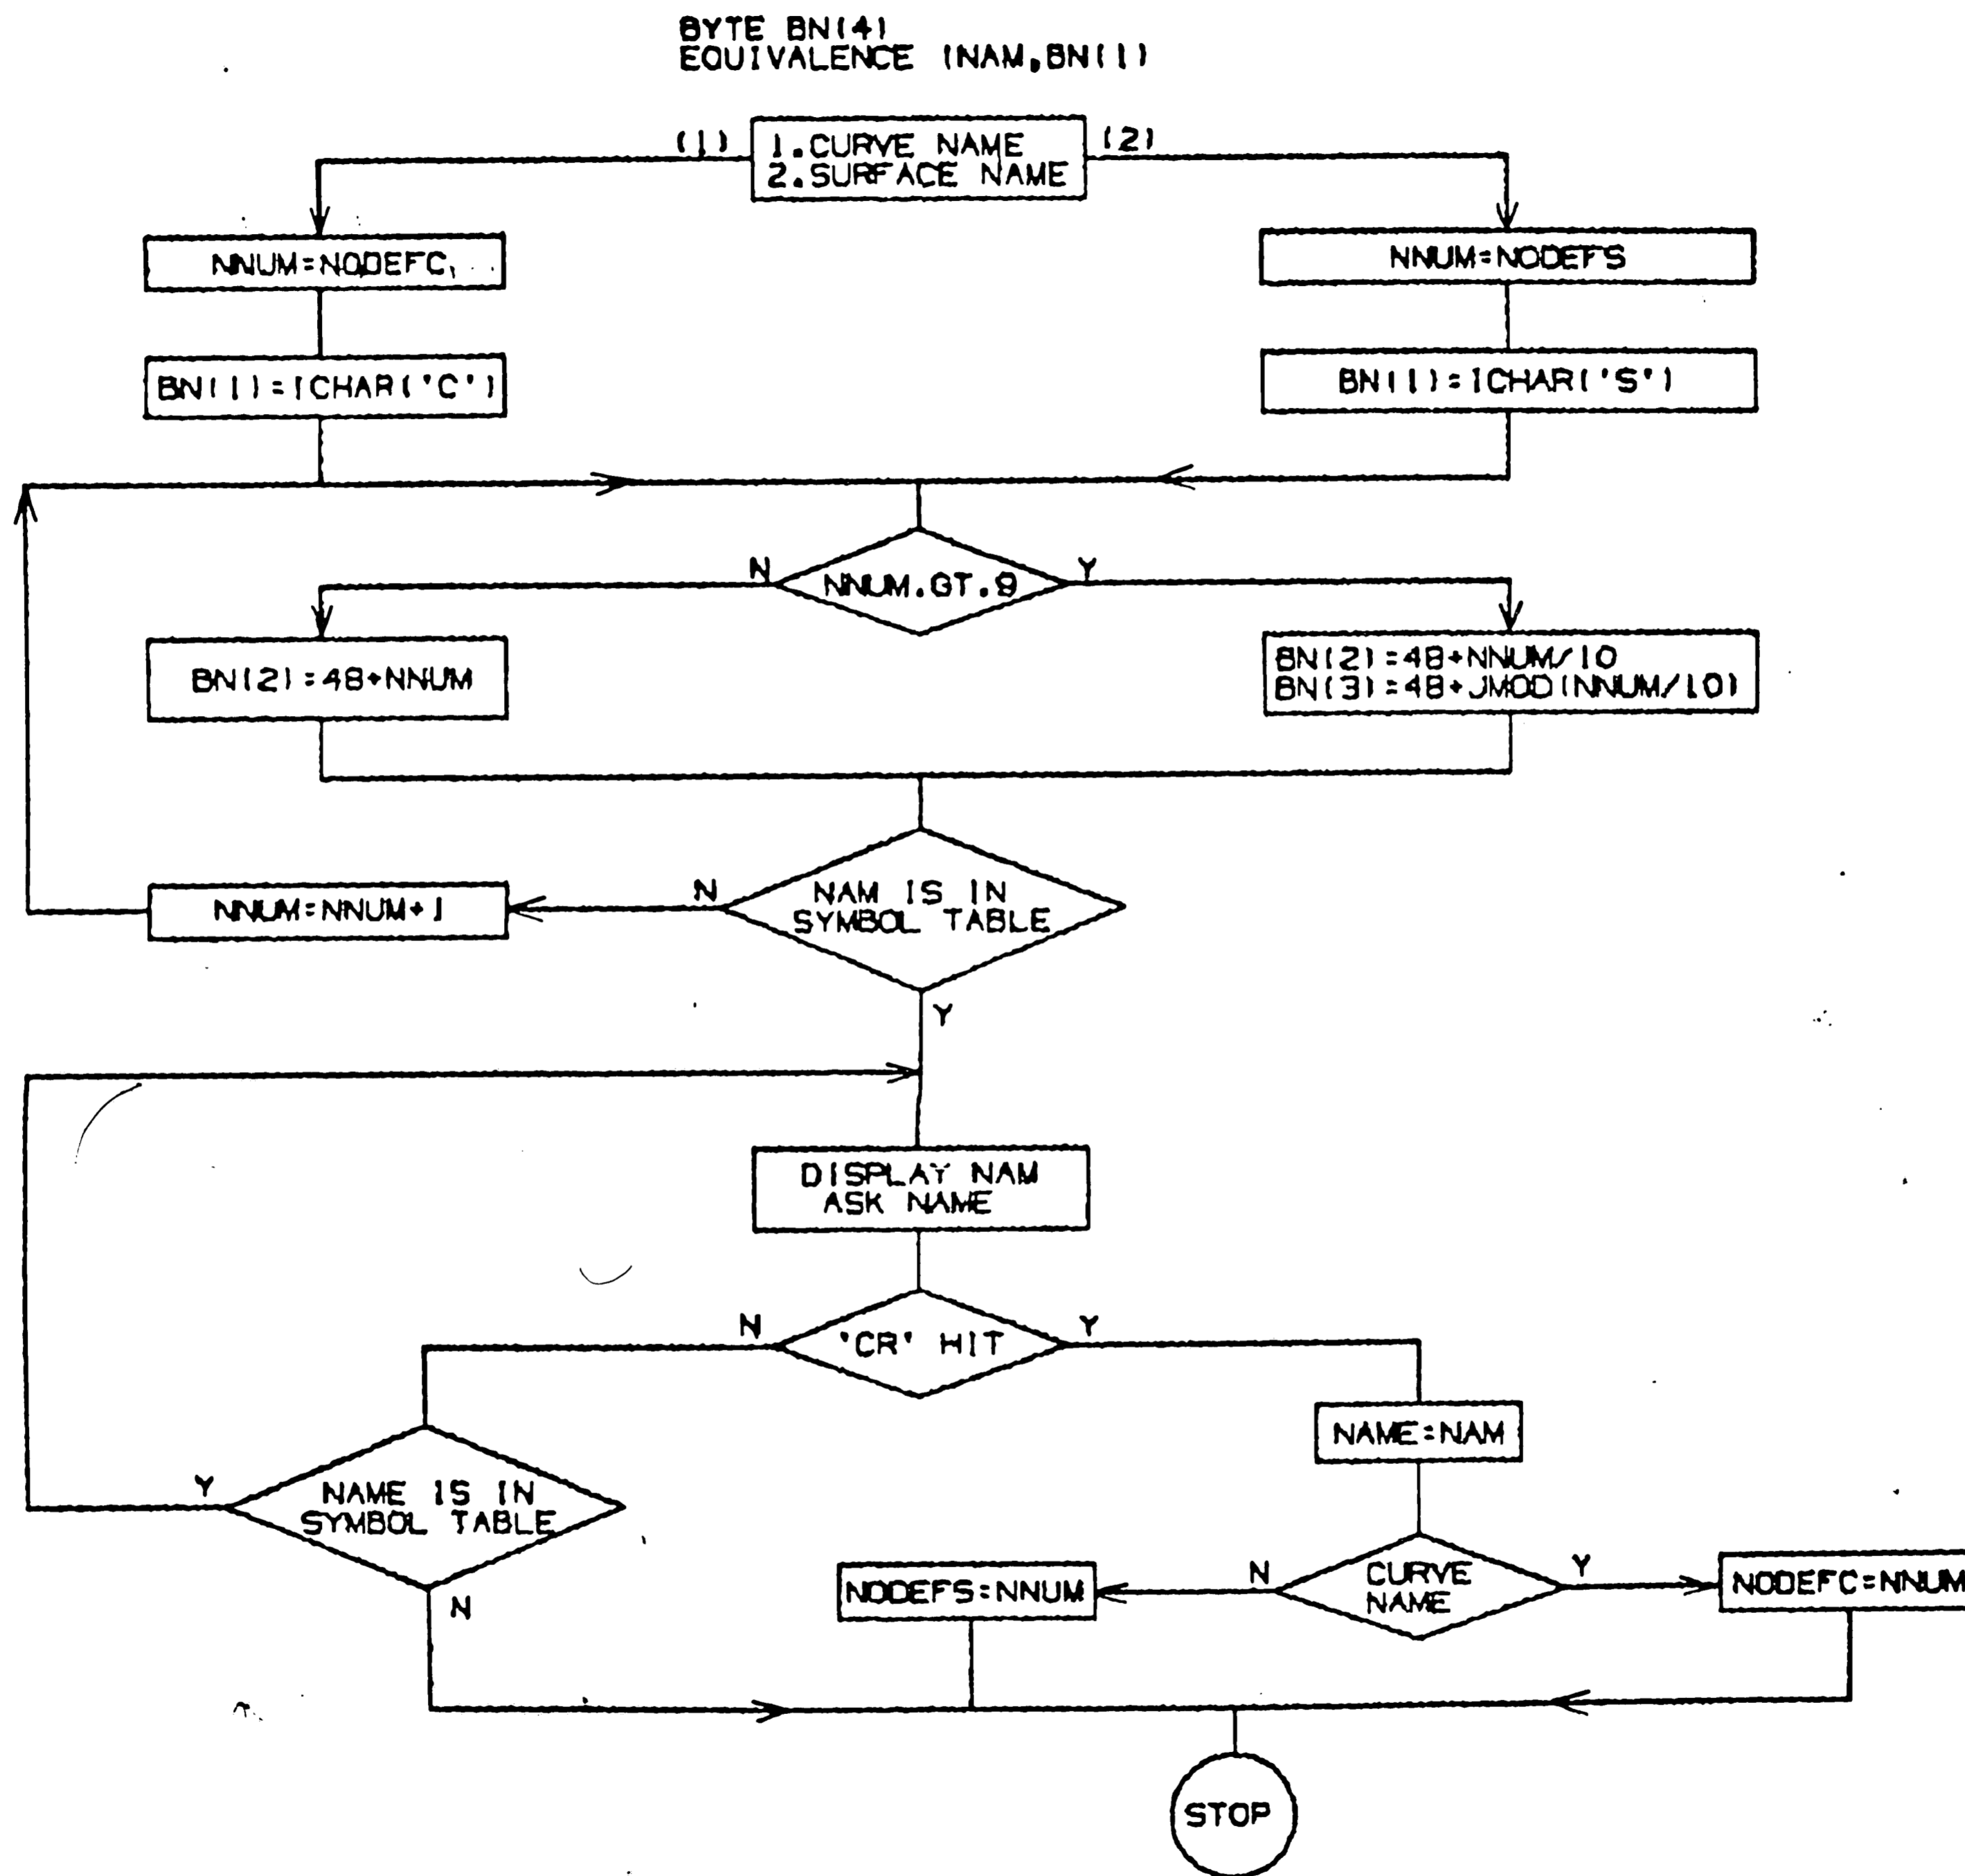 BYTE BN(4)
EQUIVALENCE (NAM,BN(1)
(1)
1.CURVE NAME
2.SURFACE NAME
(2)
NNUM=NODEFC
NNUM=NODEFS
BN(1)=ICHAR('C')
BN(1)=ICHAR('S')
N
NNUM.GT.9
Y
BN(2)=48+NNUM
BN(2)=48+NNUM/10
BN(3)=48+JMOD(NNUM/10)
NNUM=NNUM+1
N
NAM IS IN
SYMBOL TABLE
Y
DISPLAY NAM
ASK NAME
N
'CR' HIT
Y
NAME=NAM
Y
NAME IS IN
SYMBOL TABLE
N
NODEFS=NNUM
N
CURVE
NAME
Y
NODEFC=NNUM
STOP